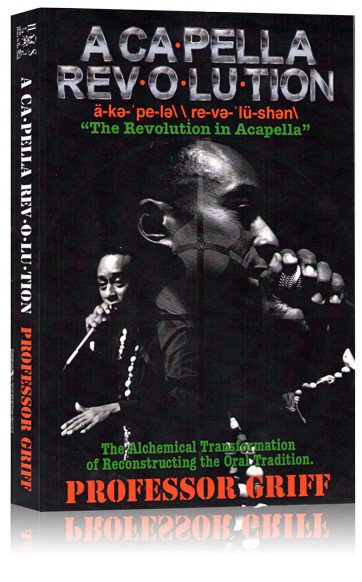 A CA·PELLA
REV·O·LU·TION
ä-kə-ˈpe-lə\ \ re-və-ˈlü-shən\
“The Revolution in Acapella”
The Alchemical Transformation
of Reconstructing the Oral Tradition.
PROFESSOR GRIFF
A CA·PELLA REV·O·LU·TION PROFESSOR GRIFF